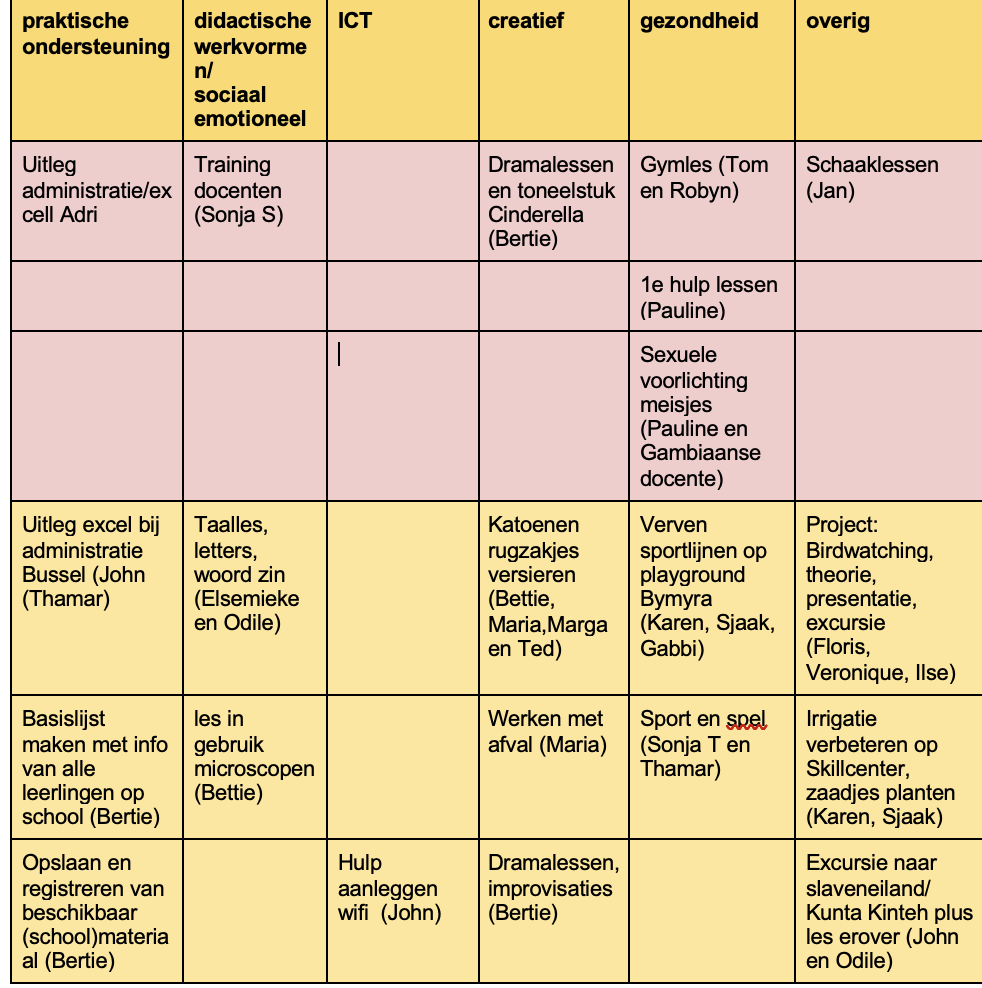 praktische
ondersteuning
didactische
werkvorme
n/
sociaal
emotioneel
ICT
creatief
gezondheid
overig
Uitleg
administratie/ex
cell Adri
Training
docenten
(Sonja S)
Dramalessen
en toneelstuk
Cinderella
(Bertie)
Gymles (Tom
en Robyn)
Schaaklessen
(Jan)
1e hulp lessen
(Pauline)
Sexuele
voorlichting
meisjes
(Pauline en
Gambiaanse
docente)
Uitleg excel bij
administratie
Bussel (John
(Thamar)
Taalles,
letters,
woord zin
(Elsemieke
en Odile)
Katoenen
rugzakjes
versieren
(Bettie,
Maria,Marga
en Ted)
Verven
sportlijnen op
playground
Bymyra
(Karen, Sjaak,
Gabbi)
Project:
Birdwatching,
theorie,
presentatie,
excursie
(Floris,
Veronique, Ilse)
Basislijst
maken met info
van alle
leerlingen op
school (Bertie)
les in
gebruik
microscopen
(Bettie)
Werken met
afval (Maria)
Sport en spel
(Sonja T en
Thamar)
Irrigatie
verbeteren op
Skillcenter,
zaadjes planten
(Karen, Sjaak)
Opslaan en
registreren van
beschikbaar
(school)materia
al (Bertie)
Hulp
aanleggen
wifi  (John)
Dramalessen,
improvisaties
(Bertie)
Excursie naar
slaveneiland/
Kunta Kinteh plus
les erover (John
en Odile)